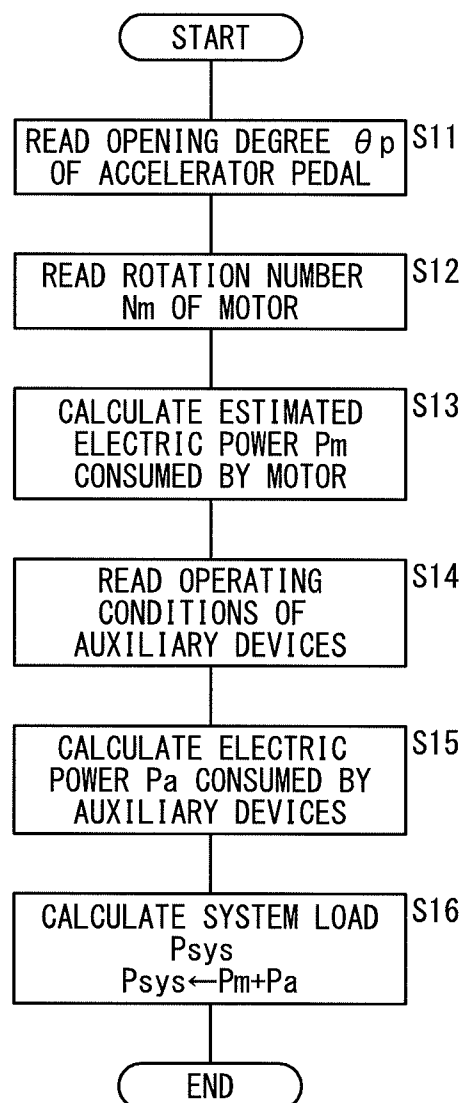 START
READ OPENING DEGREE θp
OF ACCELERATOR PEDAL
S11
READ ROTATION NUMBER
Nm OF MOTOR
S12
CALCULATE ESTIMATED
ELECTRIC POWER Pm
CONSUMED BY MOTOR
S13
READ OPERATING
CONDITIONS OF
AUXILIARY DEVICES
S14
CALCULATE ELECTRIC
POWER Pa CONSUMED BY
AUXILIARY DEVICES
S15
CALCULATE SYSTEM LOAD
Psys
Psys←Pm+Pa
S16
END